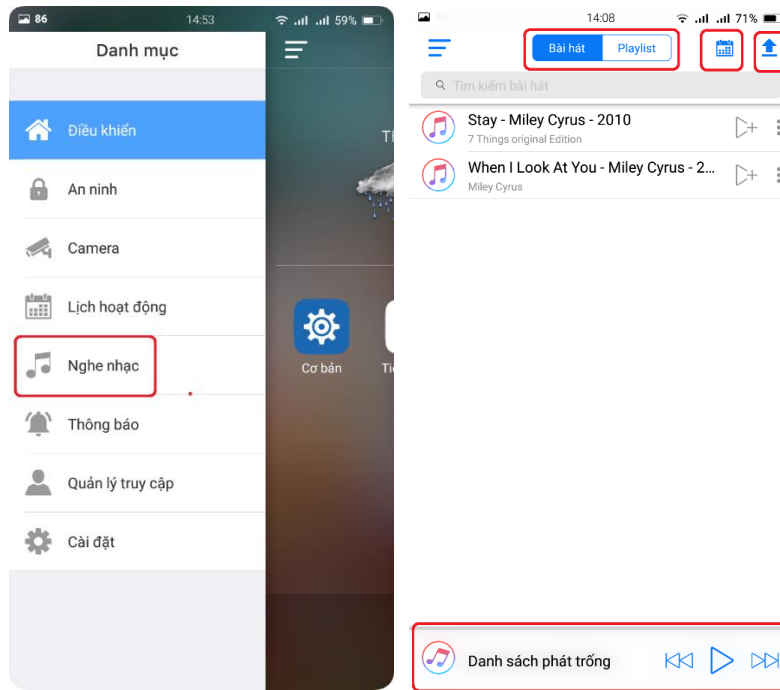 86
14:53
59%
Danh mục
Điều khiển
An ninh
Camera
Lịch hoạt động
Nghe nhạc
Thông báo
Quản lý truy cập
Cài đặt
Cơ bản
14:08
71%
Bài hát
Playlist
Tìm kiếm bài hát
Stay - Miley Cyrus - 2010
7 Things original Edition
When I Look At You - Miley Cyrus - 2...
Miley Cyrus
Danh sách phát trống